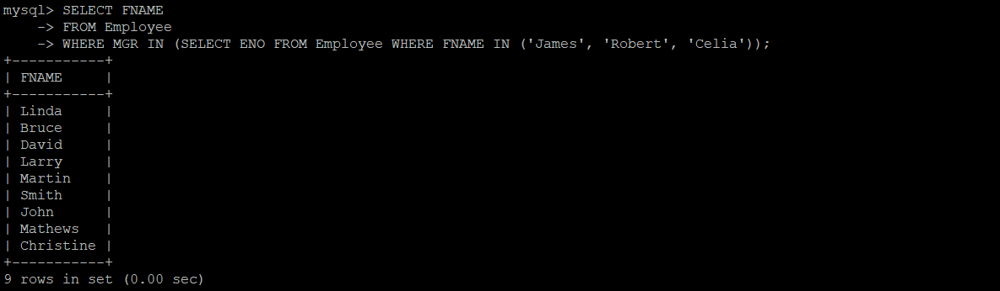 mysql> SELECT FNAME
    -> FROM Employee
    -> WHERE MGR IN (SELECT ENO FROM Employee WHERE FNAME IN ('James', 'Robert', 'Celia'));
+-----------+
| FNAME     |
+-----------+
| Linda     |
| Bruce     |
| David     |
| Larry     |
| Martin    |
| Smith     |
| John      |
| Mathews   |
| Christine |
+-----------+
9 rows in set (0.00 sec)